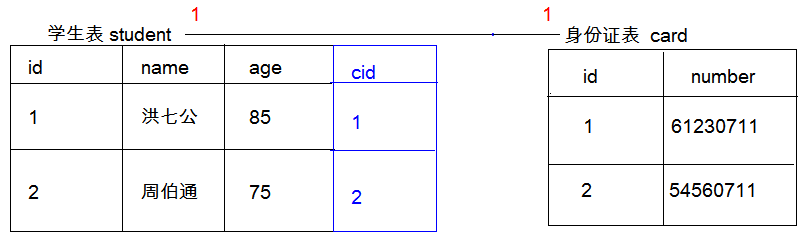 1 1
学生表 student 身份证表 card
id name age cid
1 洪七公 85 1
2 周伯通 75 2
id number
1 61230711
2 54560711